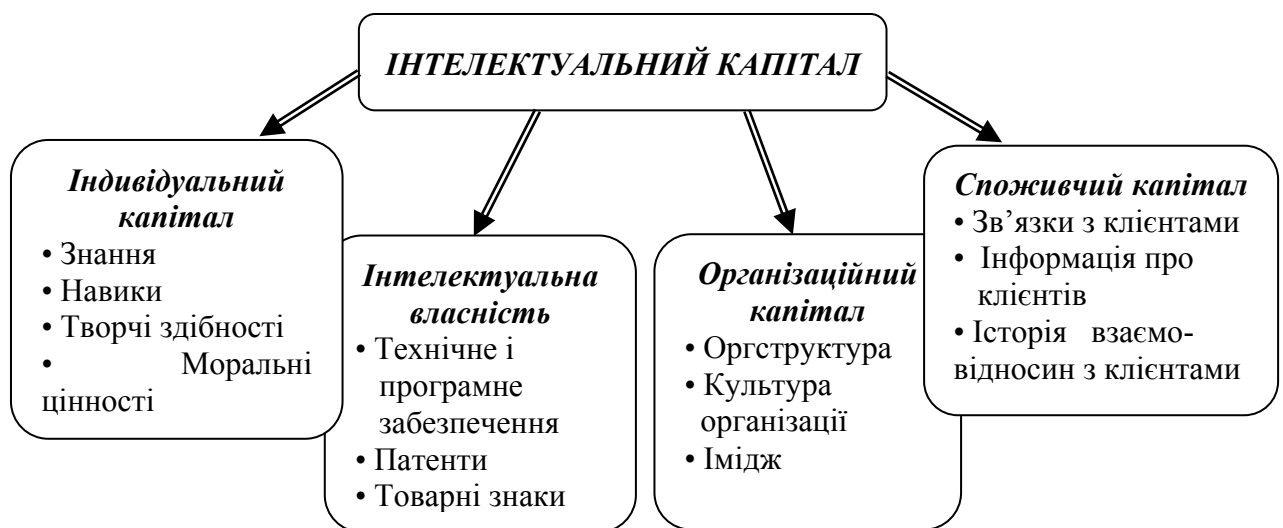 ІНТЕЛЕКТУАЛЬНИЙ КАПІТАЛ
Індивідуальний
капітал
• Знання
• Навики
• Творчі здібності
• Моральні
цінності
Інтелектуальна
власність
• Технічне і
програмне
забезпечення
• Патенти
• Товарні знаки
Організаційний
капітал
• Оргструктура
• Культура
організації
• Імідж
Споживчий капітал
• Зв’язки з клієнтами
• Інформація про
клієнтів
• Історія взаємо-
відносин з клієнтами